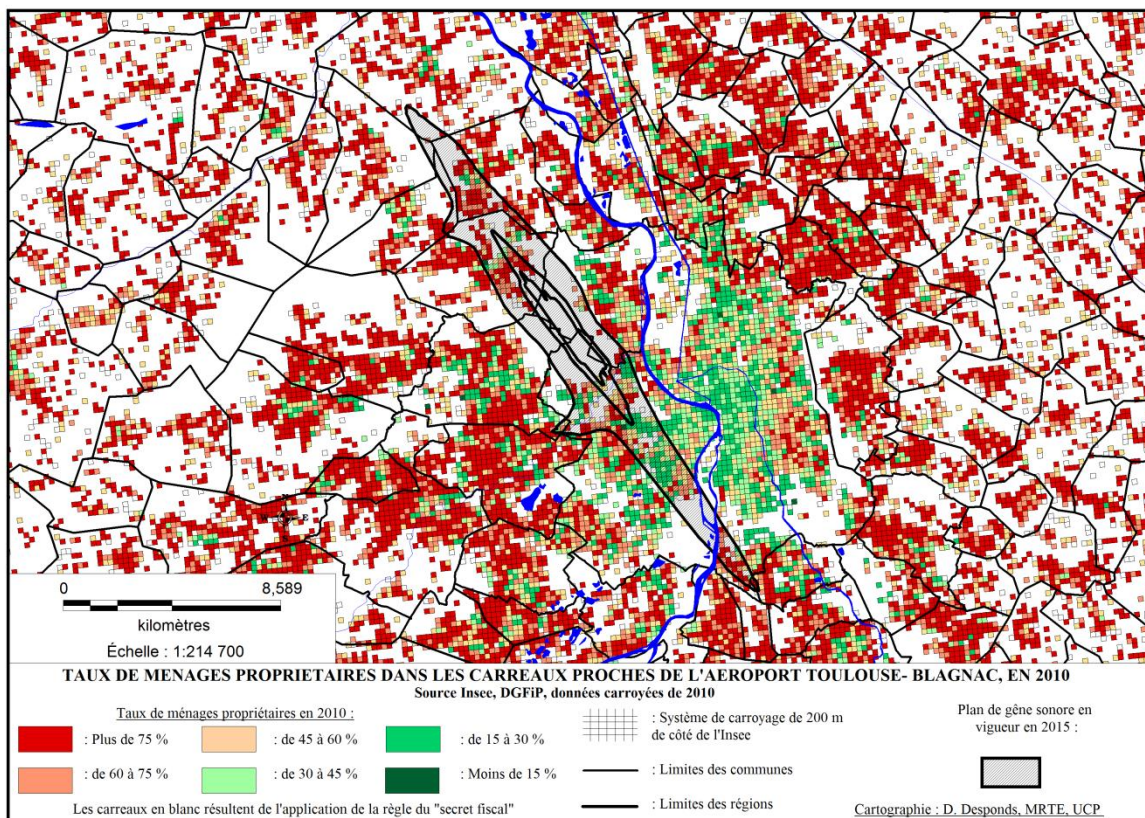 0 8,589
kilomètres
Échelle : 1:214 700
TAUX DE MENAGES PROPRIETAIRES DANS LES CARREAUX PROCHES DE L'AEROPORT TOULOUSE- BLAGNAC, EN 2010
Source Insee, DGFiP, données carroyées de 2010
Taux de ménages propriétaires en 2010 :
: Plus de 75 %
: de 45 à 60 %
: de 15 à 30 %
: de 60 à 75 %
: de 30 à 45 %
: Moins de 15 %
Les carreaux en blanc résultent de l'application de la règle du "secret fiscal"
: Système de carroyage de 200 m
de côté de l'Insee
: Limites des communes
: Limites des régions
Plan de gêne sonore en
vigueur en 2015 :
Cartographie : D. Desponds, MRTE, UCP